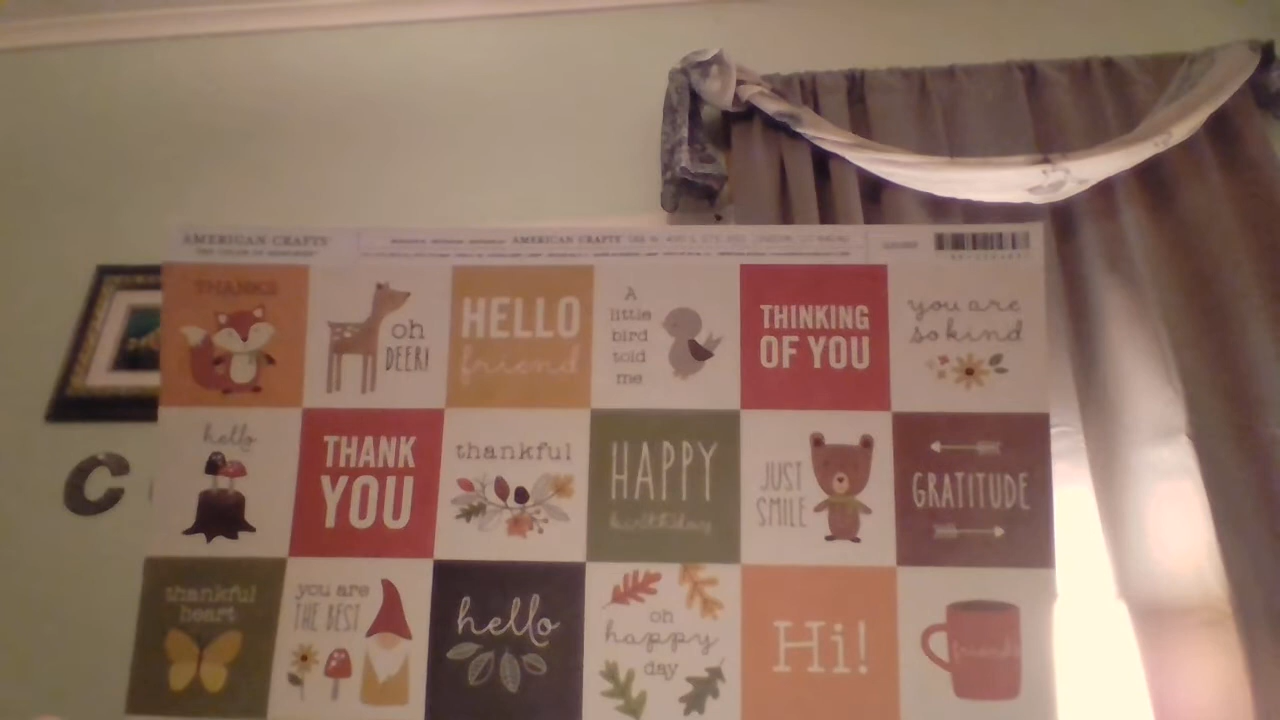 AMERICAN CRAFTS
AMERICAN CRAFTS
THANKS
oh
DEER!
HELLO
friend
A
little
bird
told
me
THINKING
OF YOU
you are
so kind
hello
THANK
YOU
thankful
HAPPY
birthday
JUST
SMILE
GRATITUDE
C
thankful
heart
you are
THE BEST
hello
oh
happy
day
Hi!
friends